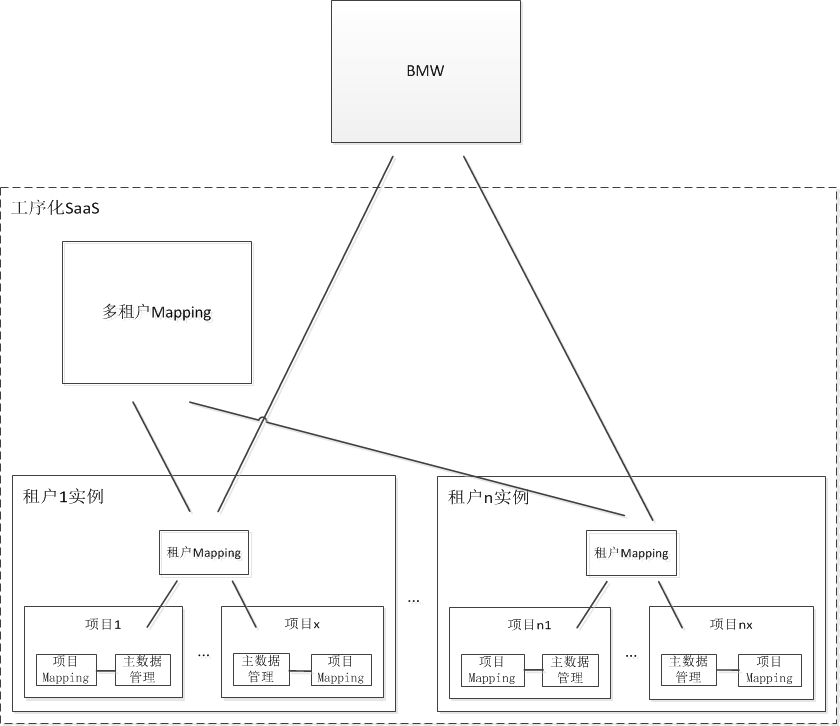 BMW
工序化SaaS
多租户Mapping
租户1实例
租户Mapping
项目1
项目
Mapping
主数据
管理
...
项目x
主数据
管理
项目
Mapping
...
租户n实例
租户Mapping
项目n1
项目
Mapping
主数据
管理
...
项目nx
主数据
管理
项目
Mapping